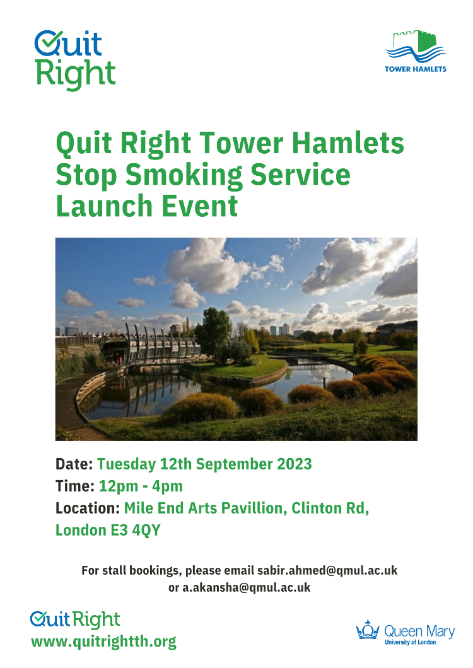 Quit
Right
TOWER HAMLETS
Quit Right Tower Hamlets
Stop Smoking Service
Launch Event
Date: Tuesday 12th September 2023
Time: 12pm - 4pm
Location: Mile End Arts Pavillion, Clinton Rd,
London E3 4QY
For stall bookings, please email sabir.ahmed@qmul.ac.uk
or a.akansha@qmul.ac.uk
Quit Right
www.quitrightth.org
Queen Mary
University of London